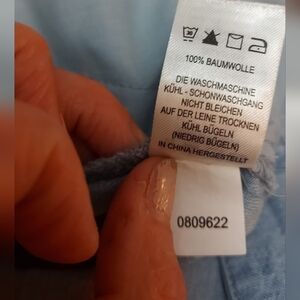 30
100% BAUMWOLLE
DIE WASCHMASCHINE
KÜHL - SCHONWASCHGANG
NICHT BLEICHEN
AUF DER LEINE TROCKNEN
KÜHL BÜGELN
(NIEDRIG BÜGELN)
IN CHINA HERGESTELLT
0809622